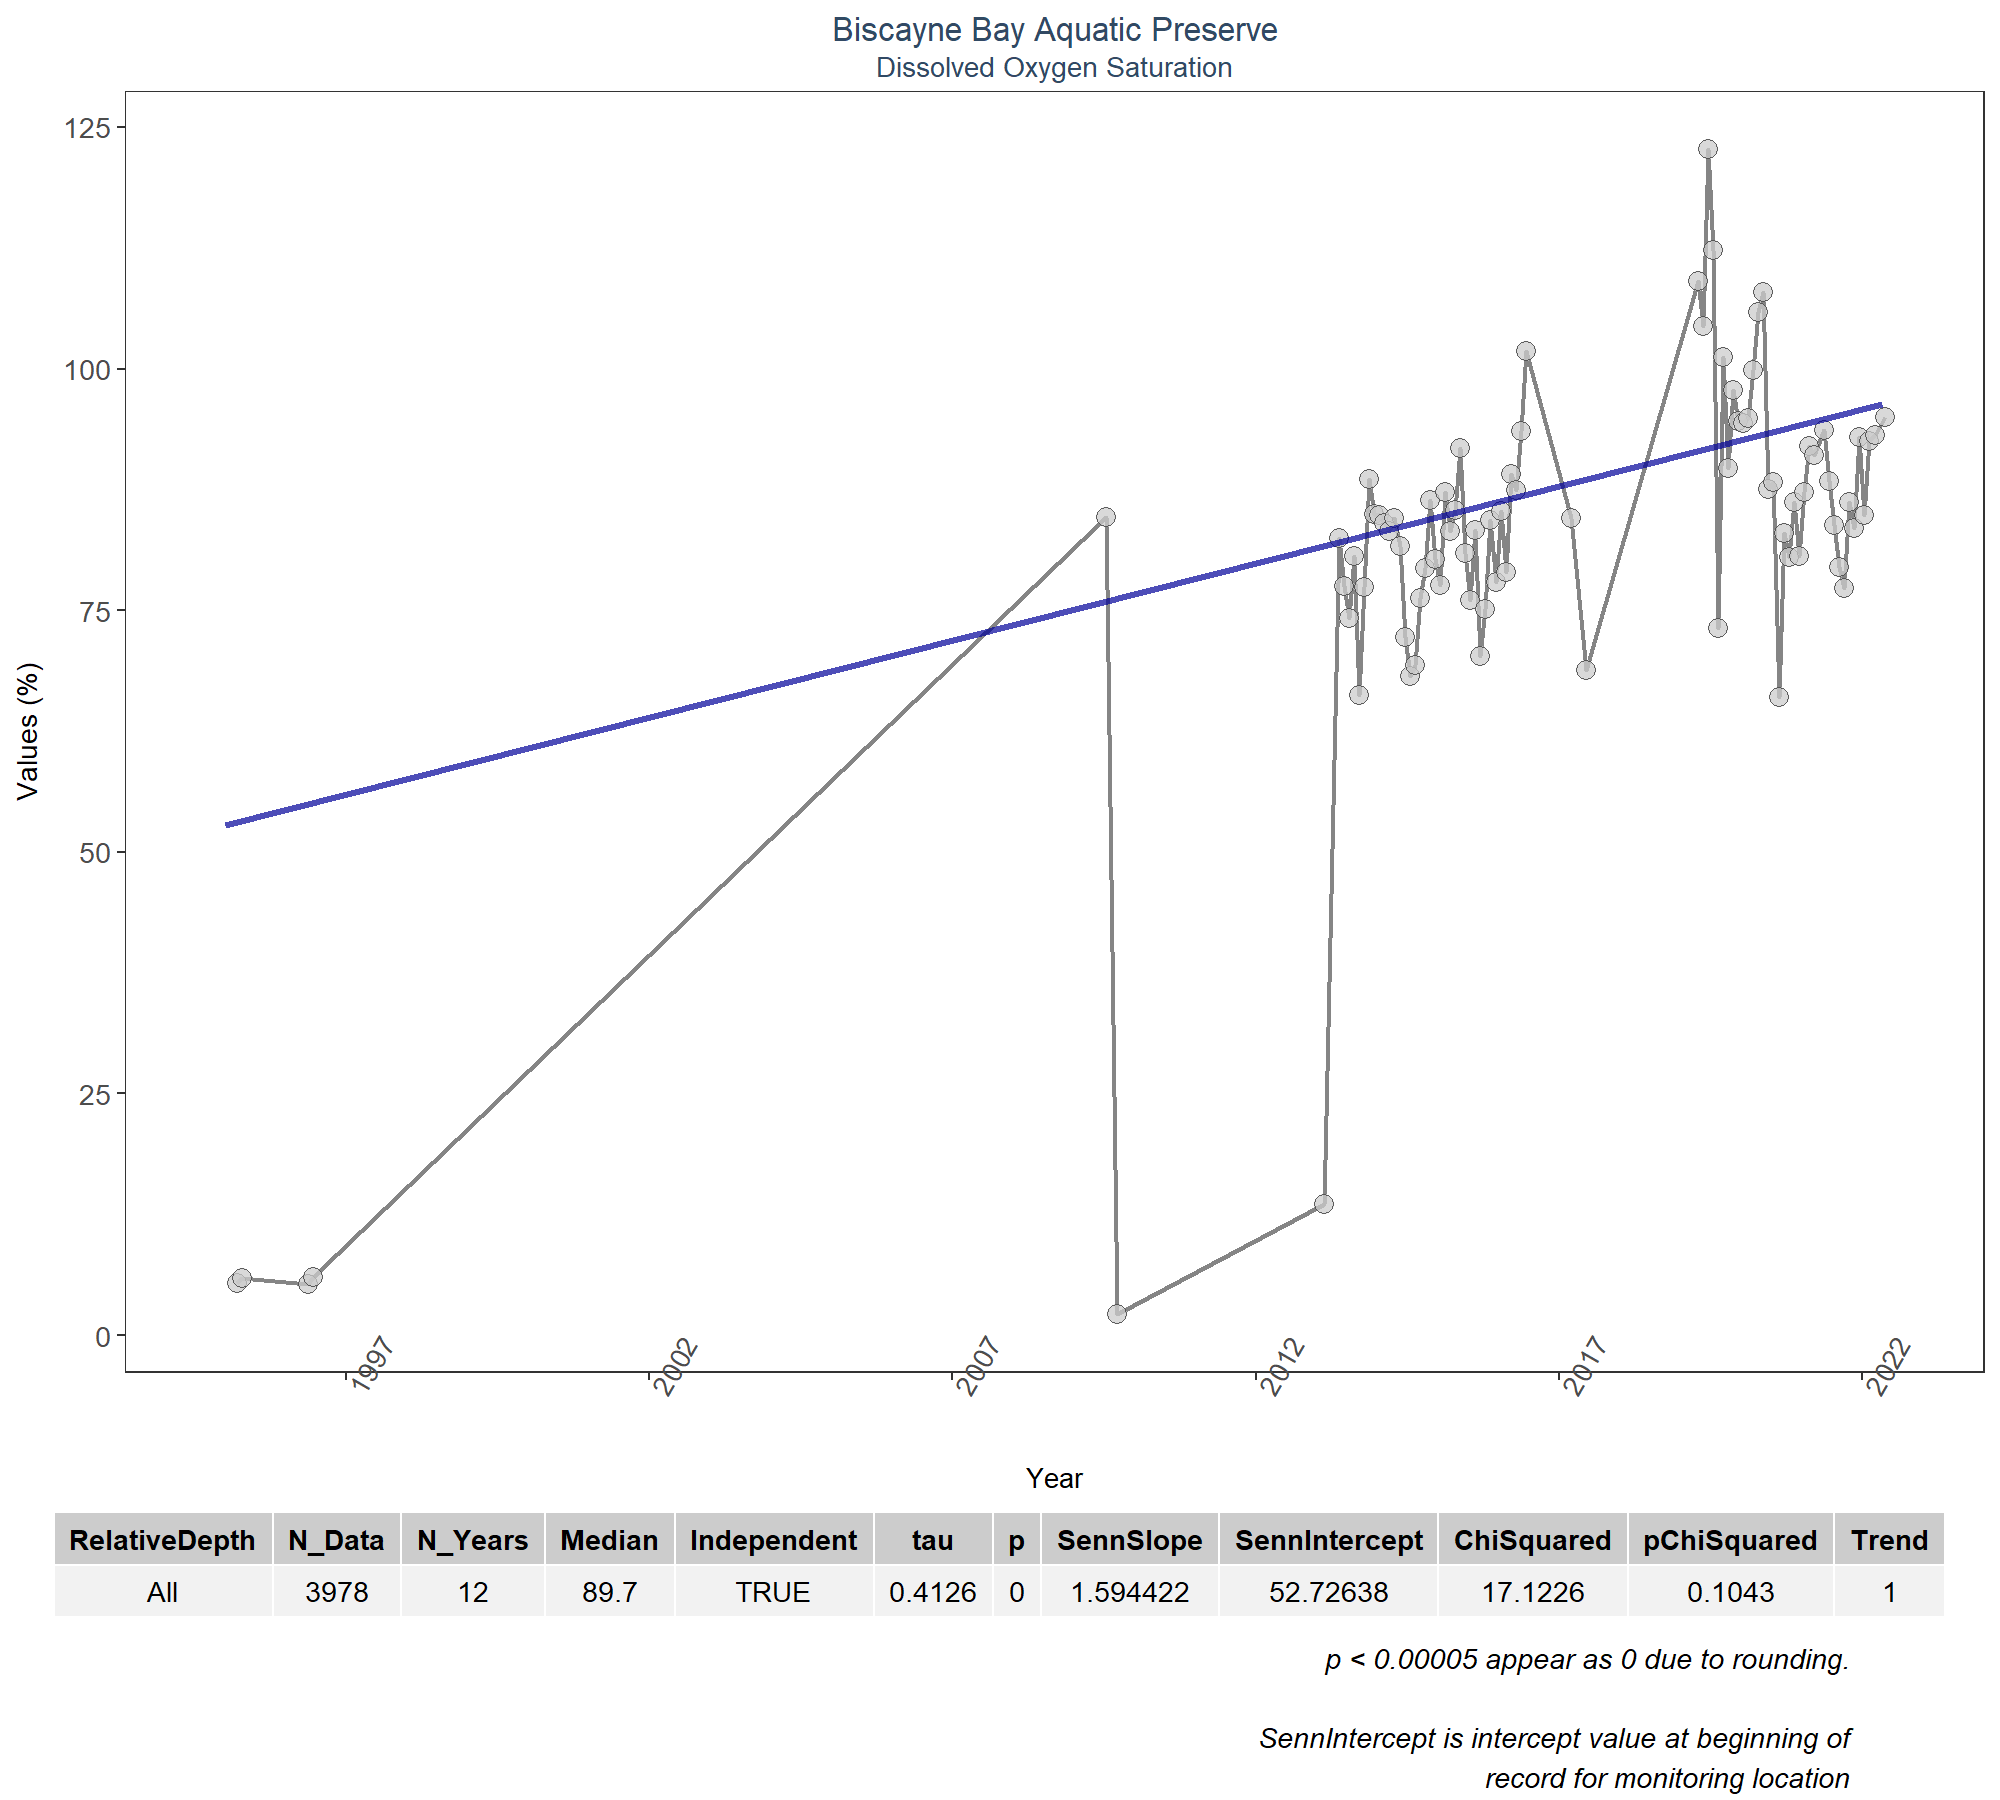 Biscayne Bay Aquatic Preserve
Dissolved Oxygen Saturation
125
100
75
50
25
0
Values (%)
1997
2002
2007
2012
2017
2022
Year
RelativeDepth N_Data N_Years Median Independent tau p SennSlope SennIntercept ChiSquared pChiSquared Trend
All 3978 12 89.7 TRUE 0.4126 0 1.594422 52.72638 17.1226 0.1043 1
p < 0.00005 appear as 0 due to rounding.
SennIntercept is intercept value at beginning of
record for monitoring location